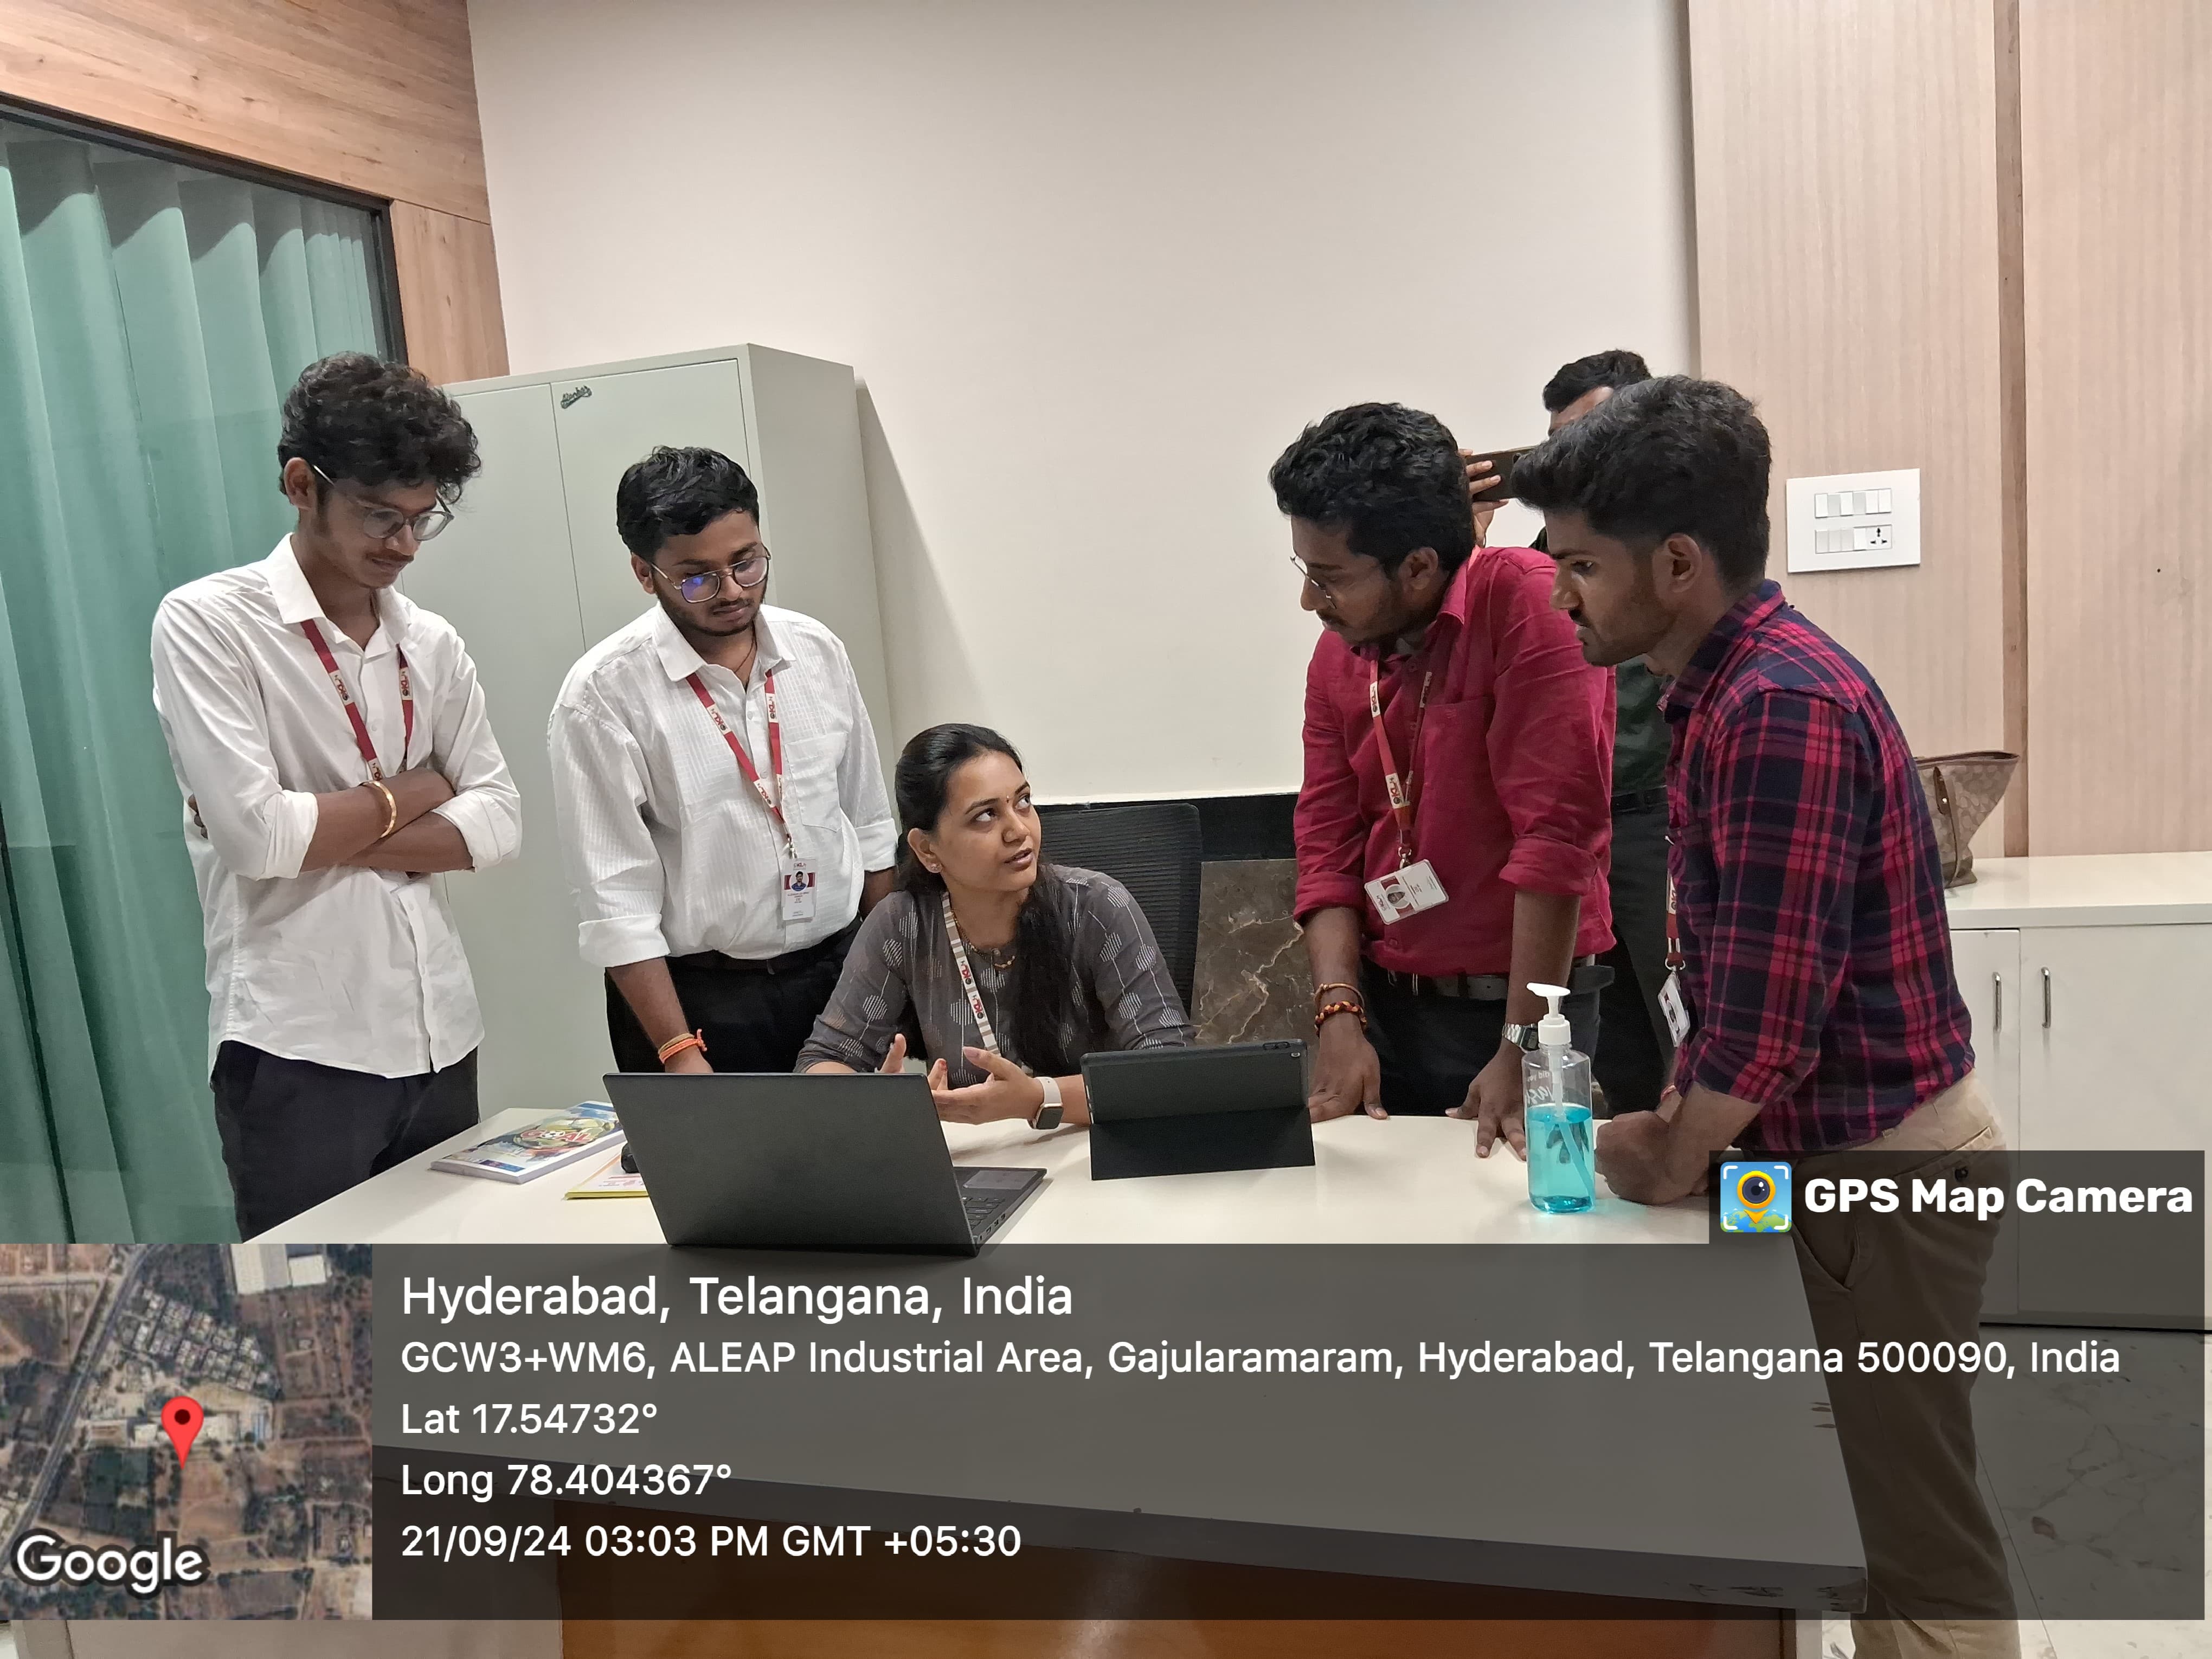 GOAL
GPS Map Camera
Hyderabad, Telangana, India
GCW3+WM6, ALEAP Industrial Area, Gajularamaram, Hyderabad, Telangana 500090, India
Lat 17.54732°
Long 78.404367°
21/09/24 03:03 PM GMT +05:30
Google